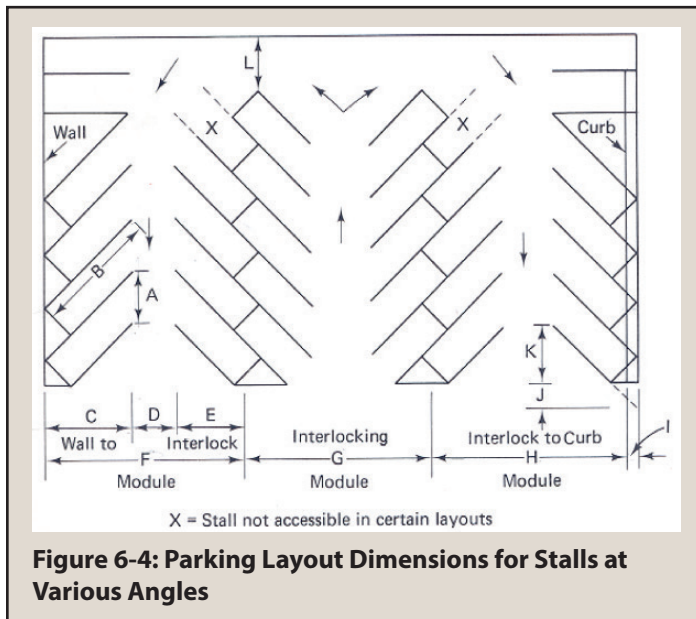 L
Wall
X
X
Curb
B
A
K
J
C
D
E
I
Wall to
Interlock
Interlocking
Interlock to Curb
F
G
H
Module
Module
Module
X = Stall not accessible in certain layouts
Figure 6-4: Parking Layout Dimensions for Stalls at
Various Angles